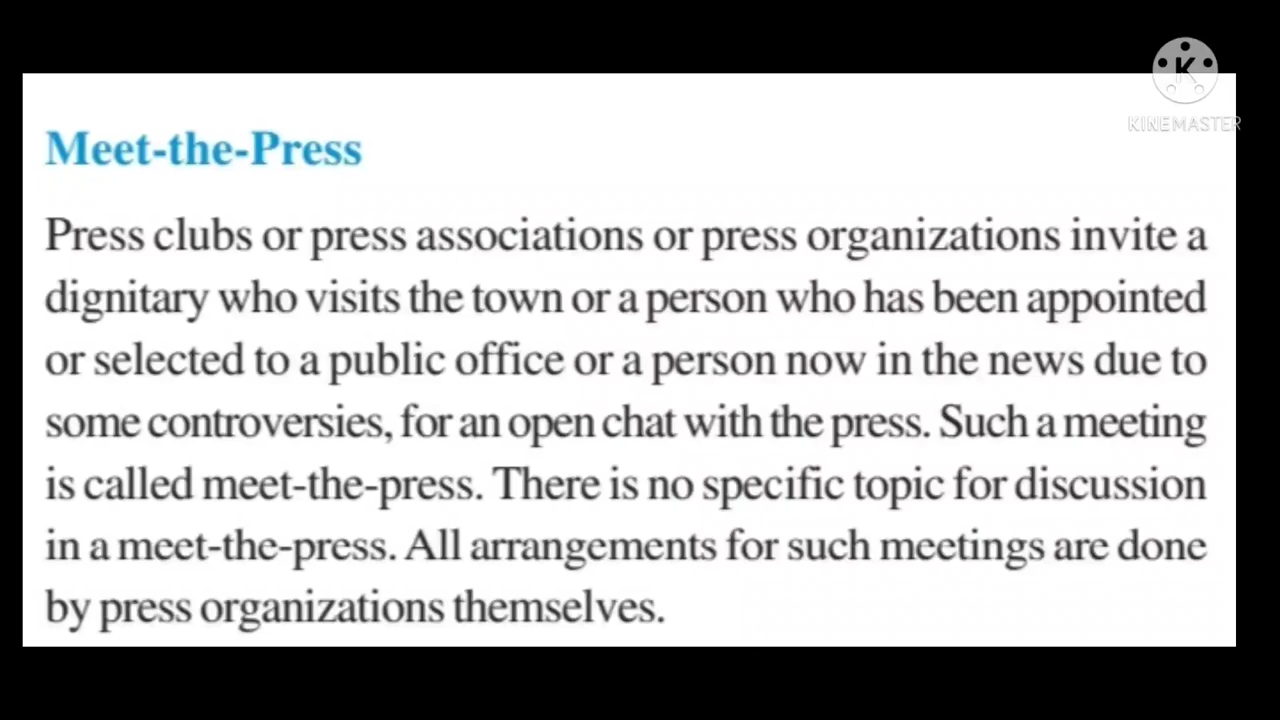 KINEMASTER
Meet-the-Press
Press clubs or press associations or press organizations invite a
dignitary who visits the town or a person who has been appointed
or selected to a public office or a person now in the news due to
some controversies, for an open chat with the press. Such a meeting
is called meet-the-press. There is no specific topic for discussion
in a meet-the-press. All arrangements for such meetings are done
by press organizations themselves.